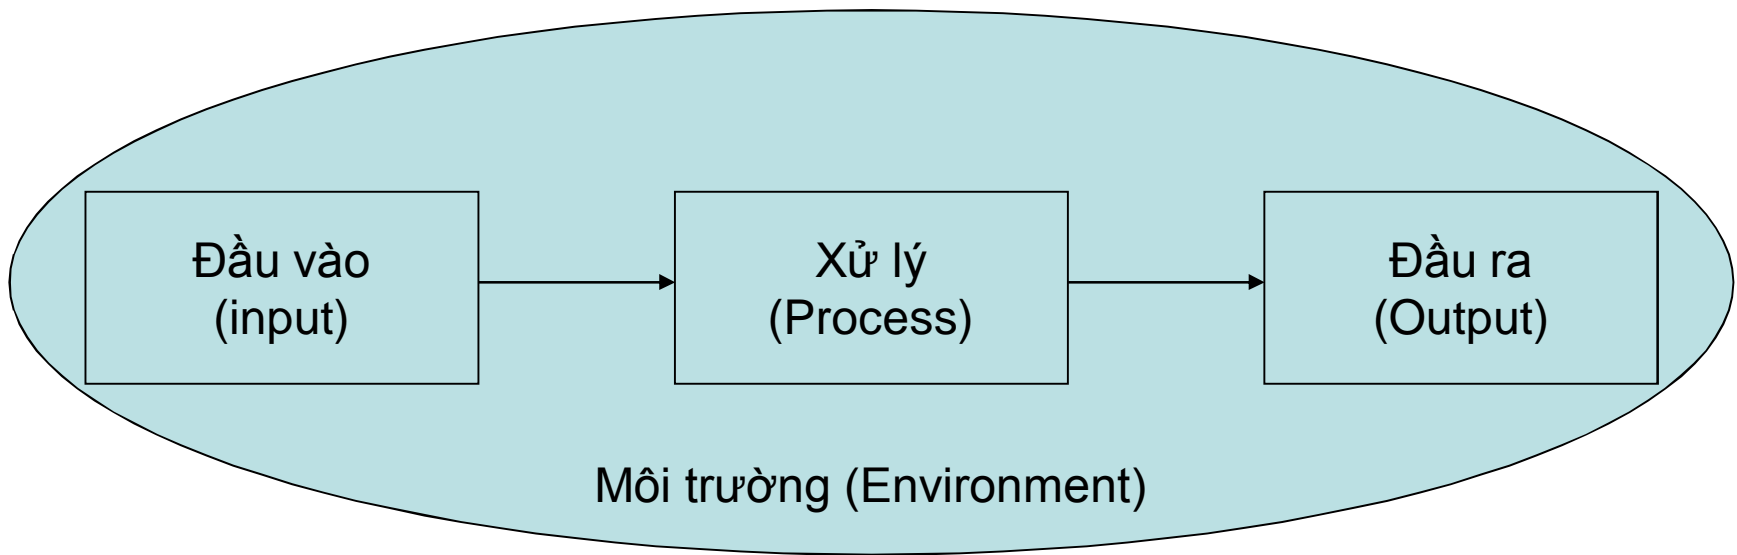 Đầu vào
(input)
Xử lý
(Process)
Đầu ra
(Output)
Môi trường (Environment)